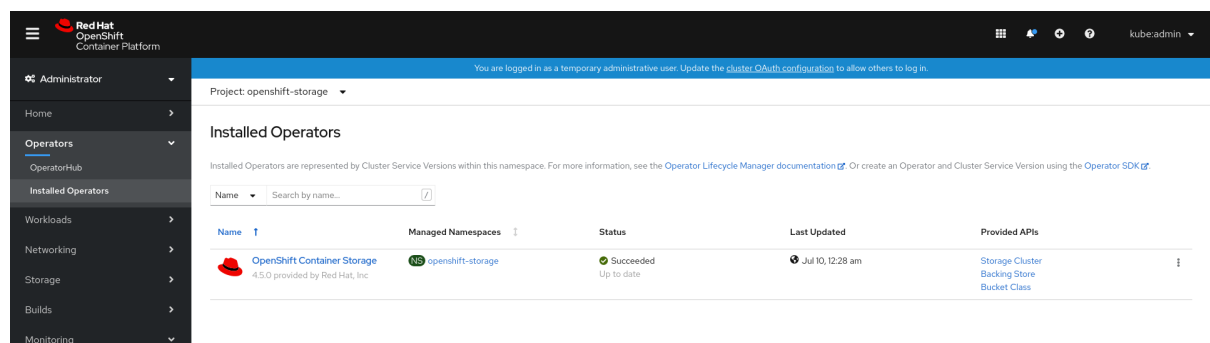 Red Hat
OpenShift
Container Platform
kube:admin
Administrator
You are logged in as a temporary administrative user. Update the cluster OAuth configuration to allow others to log in.
Project: openshift-storage
Home
Operators
OperatorHub
Installed Operators
Workloads
Networking
Storage
Builds
Monitoring
Installed Operators
Installed Operators are represented by Cluster Service Versions within this namespace. For more information, see the Operator Lifecycle Manager documentation. Or create an Operator and Cluster Service Version using the Operator SDK.
Name Search by name... /
Name Managed Namespaces Status Last Updated Provided APIs
OpenShift Container Storage NS openshift-storage Succeeded Jul 10, 12:28 am Storage Cluster
4.5.0 provided by Red Hat, Inc Up to date Backing Store
Bucket Class